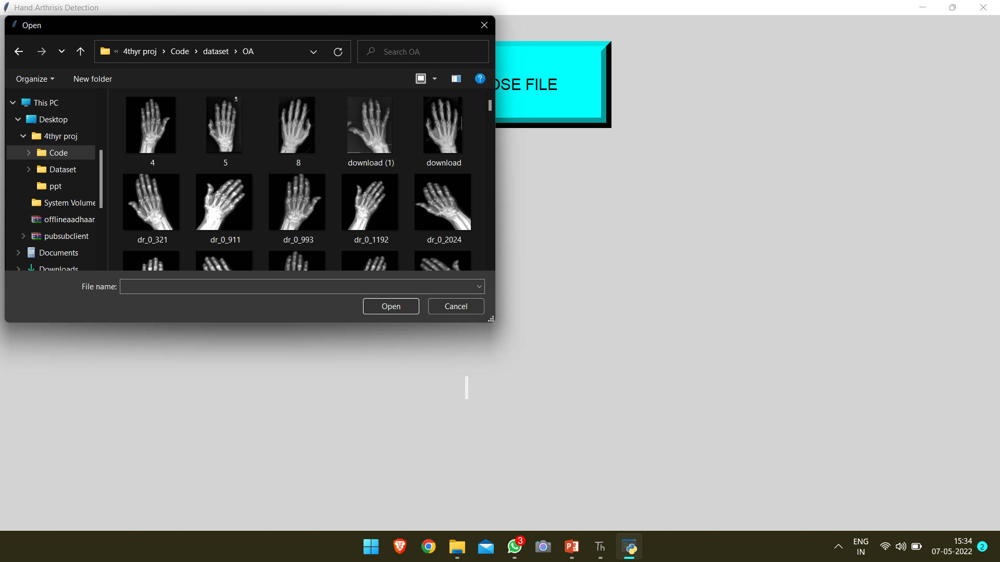 Hand Arthrisis Detection
Open
« 4thyr proj > Code > dataset > OA
Search OA
Organize
New folder
OSE FILE
This PC
Desktop
4thyr proj
Code
Dataset
ppt
System Volume
offlineaadhaar.
pubsubclient
Documents
Downloads
4
5
8
download (1)
download
dr_0_321
dr_0_911
dr_0_993
dr_0_1192
dr_0_2024
File name:
Open
Cancel
3
Th
ENG
IN
15:34
07-05-2022
2